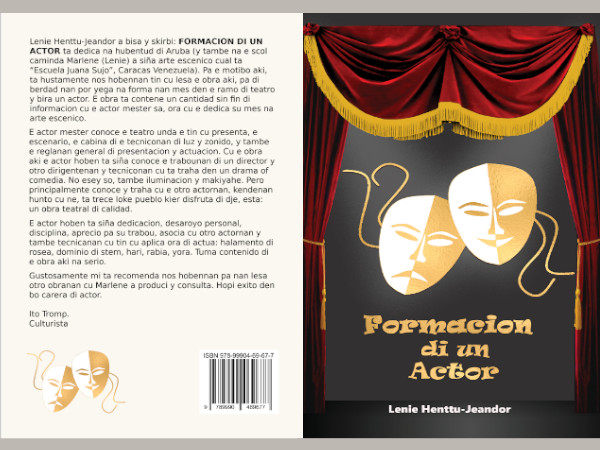 Lenie Henttu-Jeandor a bisa y skirbi: FORMACION DI UN
ACTOR ta dedica na hubentud di Aruba (y tambe na e scol
caminda Marlene (Lenie) a siña arte escenico cual ta
"Escuela Juana Sujo", Caracas Venezuela). Pa e motibo aki,
ta hustamente nos hobennan tin cu lesa e obra aki, pa di
berdad nan por yega na forma nan mes den e ramo di teatro
y bira un actor. E obra ta contene un cantidad sin fin di
informacion cu e actor mester sa, ora cu e dedica su mes na
arte escenico.
E actor mester conoce e teatro unda e tin cu presenta, e
escenario, e cabina di e tecniconan di luz y zonido, y tambe
e reglanan general di presentacion y actuacion. Cu e obra
aki e actor hoben ta siña conoce e trabounan di un director y
otro dirigentenan y tecniconan cu ta traha den un drama of
comedia. No esey so, tambe iluminacion y makiyahe. Pero
principalmente conoce y traha cu e otro actornan, kendenan
hunto cu ne, ta trece loke pueblo kier disfruta di dje, esta:
un obra teatral di calidad.
E actor hoben ta siña dedicacion, desaroyo personal,
disciplina, aprecio pa su trabou, asocia cu otro actornan y
tambe tecnicanan cu tin cu aplica ora di actua: halamento di
rosea, dominio di stem, hari, rabia, yora. Tuma contenido di
e obra aki na serio.
Gustosamente mi ta recomenda nos hobennan pa nan lesa
otro obranan cu Marlene a produci y consulta. Hopi exito den
bo carera di actor.
Ito Tromp.
Culturista
ISBN 978-99904-69-67-7
Formacion
di un
Actor
Lenie Henttu-Jeandor